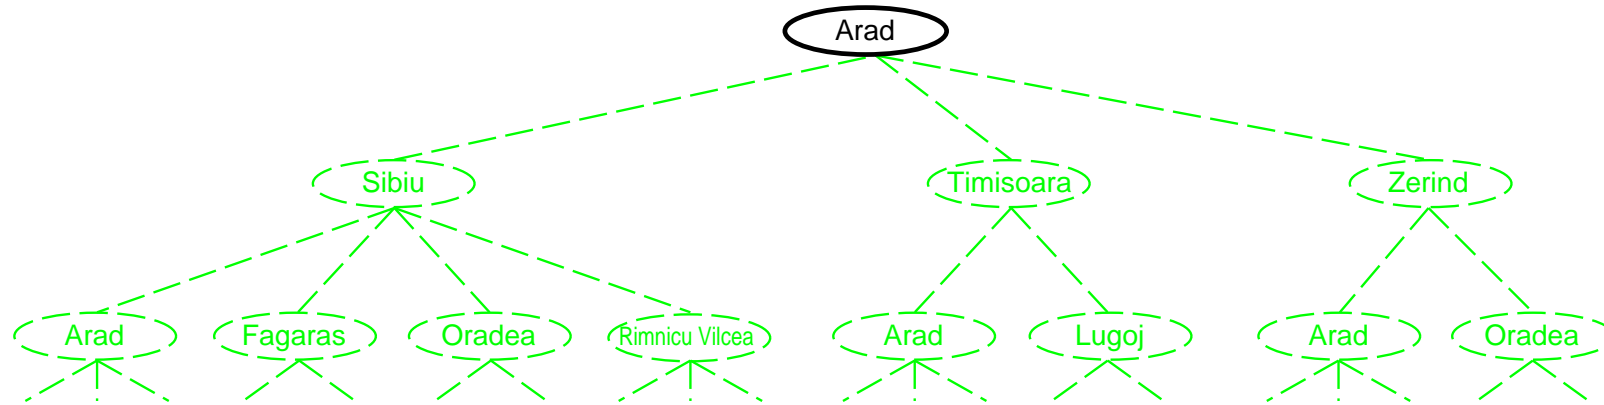 Arad
Sibiu
Timisoara
Zerind
Arad
Fagaras
Oradea
Rimnicu Vilcea
Arad
Lugoj
Arad
Oradea